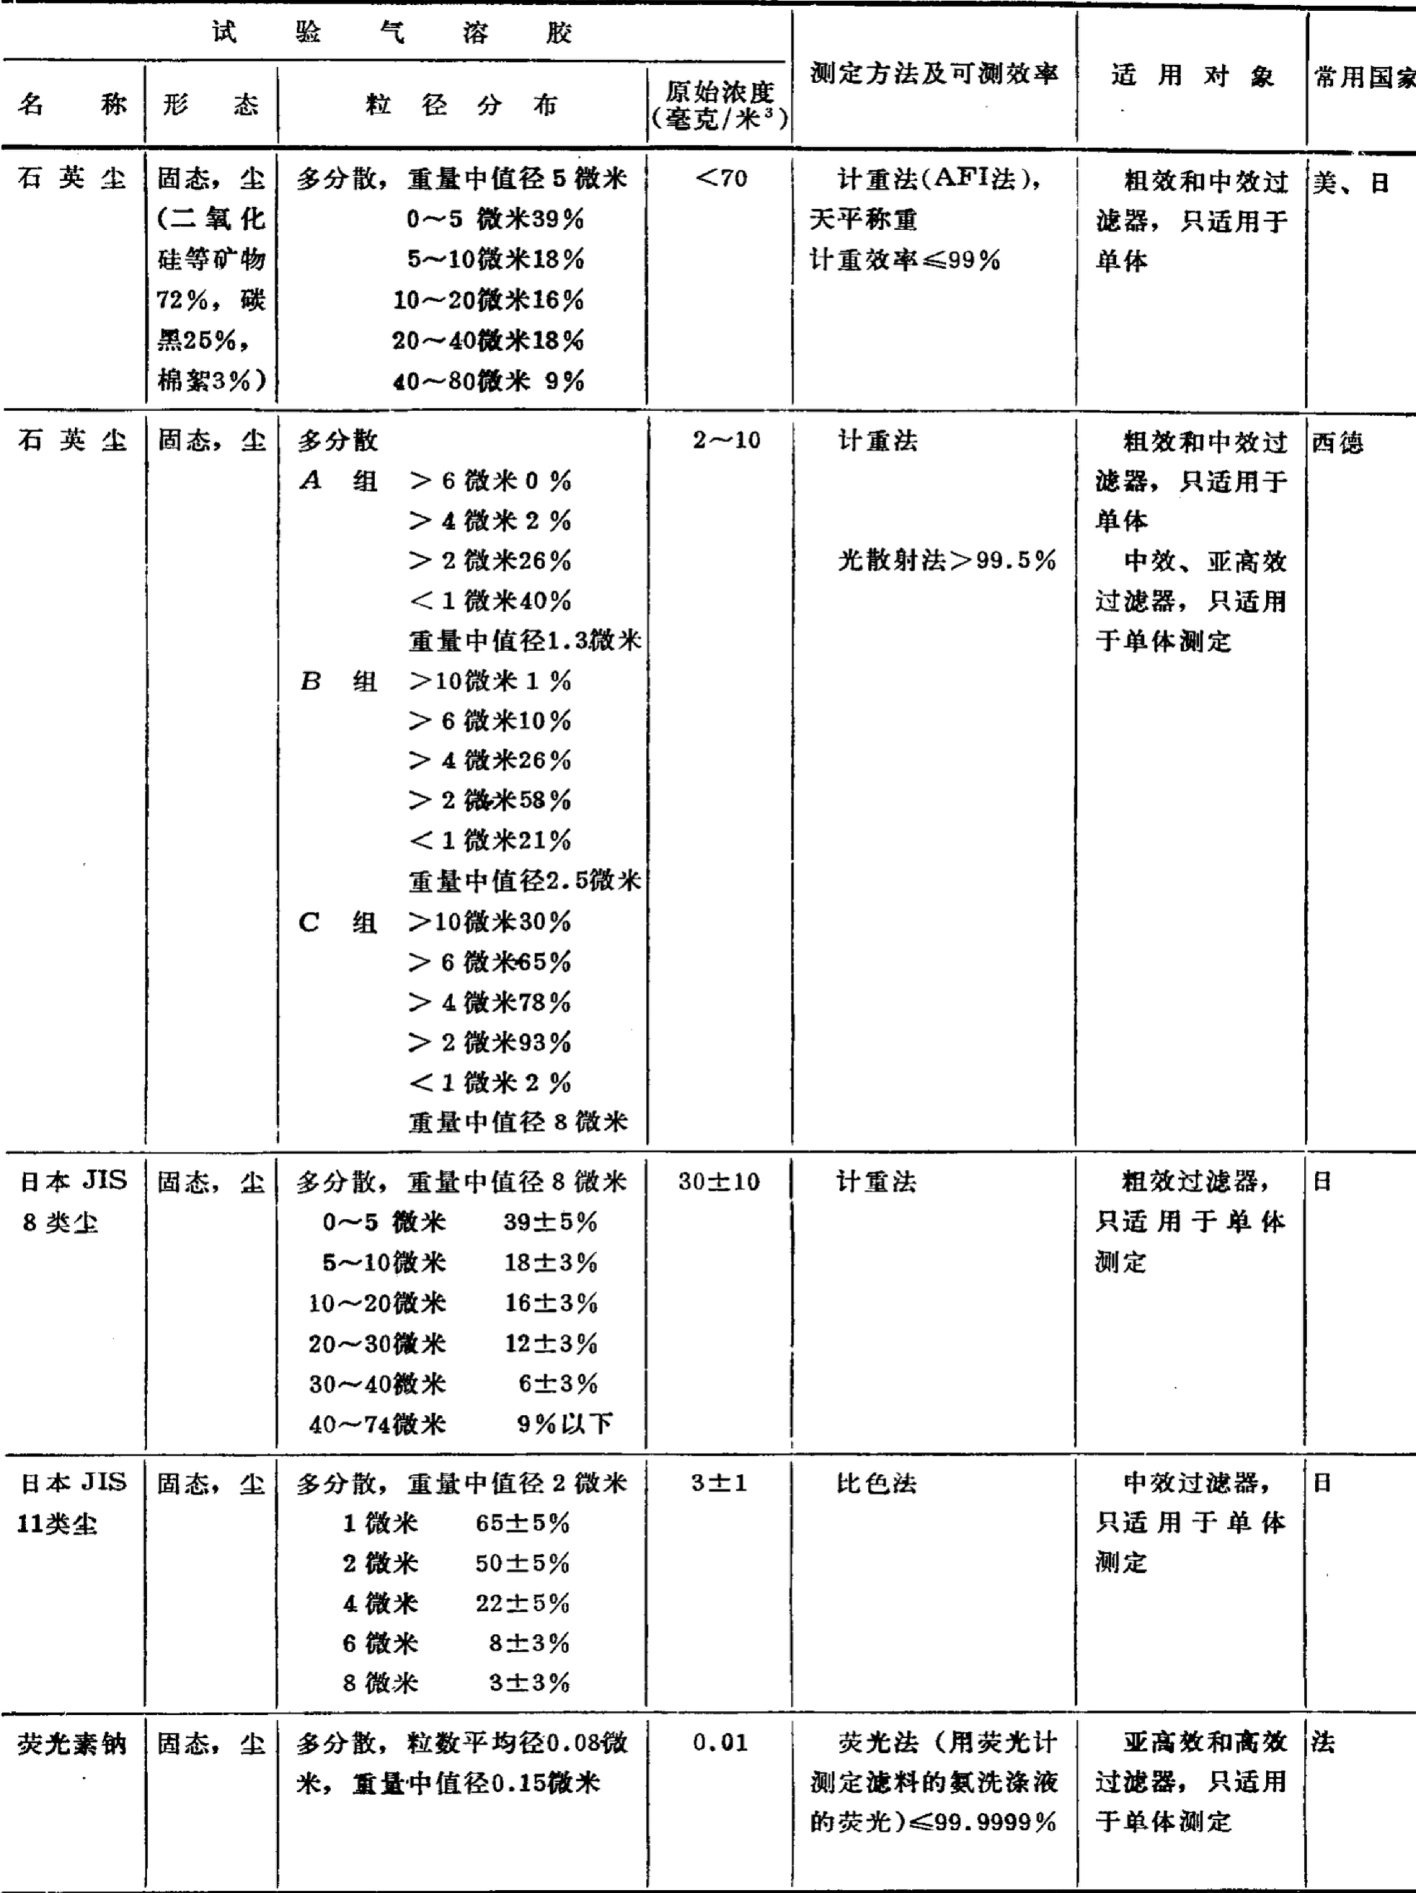 试验气溶胶
测定方法及可测效率
适用对象
常用国家
名称
形态
粒径分布
原始浓度
(毫克/米³)
石英尘
固态，尘
(二氧化
硅等矿物
72%，碳
黑25%，
棉絮3%)
多分散，重量中值径5微米
0～5 微米39%
5～10微米18%
10～20微米16%
20～40微米18%
40～80微米 9%
<70
计重法(AFI法)，
天平称重
计重效率≤99%
粗效和中效过
滤器，只适用于
单体
美、日
石英尘
固态，尘
多分散
A 组 ＞6微米0%
＞4微米2%
＞2微米26%
＜1微米40%
重量中值径1.3微米
B 组 ＞10微米1%
＞6微米10%
＞4微米26%
＞2微米58%
＜1微米21%
重量中值径2.5微米
C 组 ＞10微米30%
＞6微米65%
＞4微米78%
＞2微米93%
＜1微米2%
重量中值径8微米
2～10
计重法
光散射法＞99.5%
粗效和中效过
滤器，只适用于
单体
中效、亚高效
过滤器，只适用
于单体测定
西德
日本 JIS
8类尘
固态，尘
多分散，重量中值径8微米
0～5 微米 39±5%
5～10微米 18±3%
10～20微米 16±3%
20～30微米 12±3%
30～40微米 6±3%
40～74微米 9%以下
30±10
计重法
粗效过滤器，
只适用于单体
测定
日
日本 JIS
11类尘
固态，尘
多分散，重量中值径2微米
1微米 65±5%
2微米 50±5%
4微米 22±5%
6微米 8±3%
8微米 3±3%
3±1
比色法
中效过滤器，
只适用于单体
测定
日
荧光素钠
固态，尘
多分散，粒数平均径0.08微
米，重量中值径0.15微米
0.01
荧光法（用荧光计
测定滤料的氨洗涤液
的荧光)≤99.9999%
亚高效和高效
过滤器，只适用
于单体测定
法